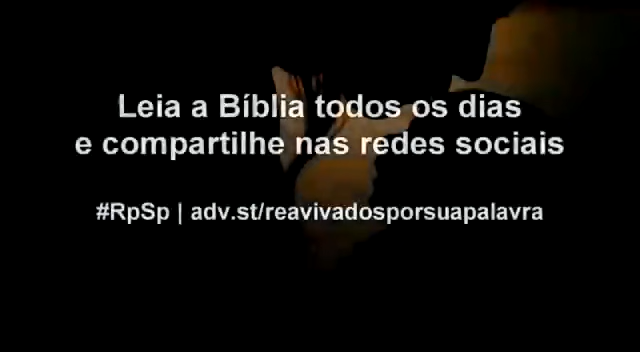 Leia a Bíblia todos os dias
e compartilhe nas redes sociais
#RpSp | adv.st/reavivadosporsuapalavra